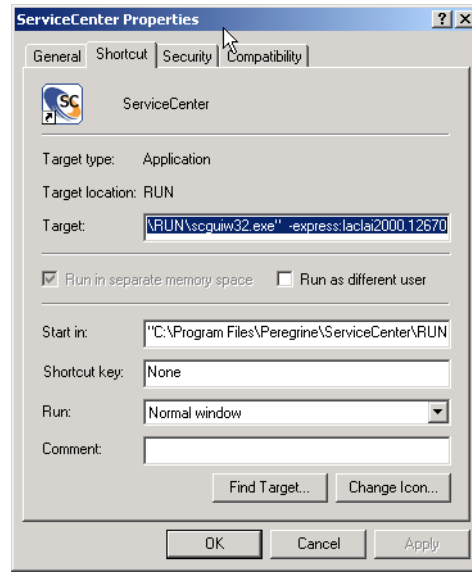 ServiceCenter Properties
General Shortcut Security Compatibility
SC
ServiceCenter
Target type: Application
Target location: RUN
Target: \RUN\scguiw32.exe" -express:laclai2000.12670
Run in separate memory space Run as different user
Start in: "C:\Program Files\Peregrine\ServiceCenter\RUN
Shortcut key: None
Run: Normal window
Comment:
Find Target... Change Icon...
OK Cancel Apply